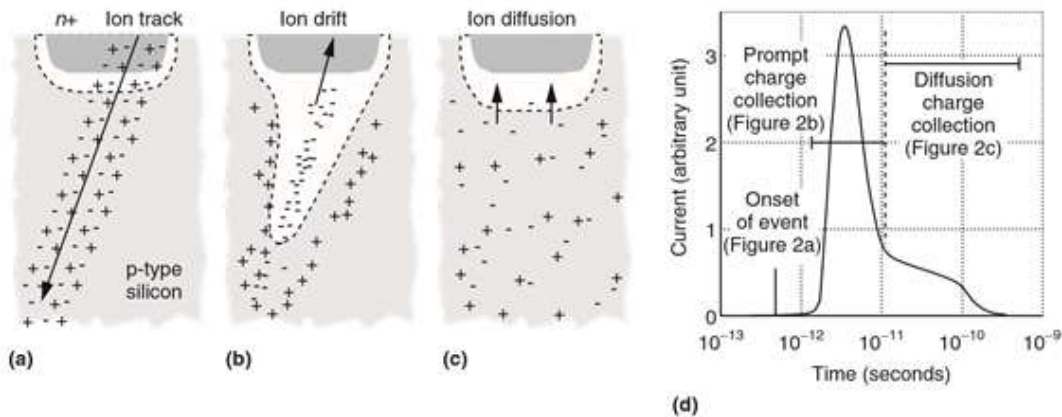 n+ Ion track
Ion drift
Ion diffusion
p-type
silicon
(a)
(b)
(c)
Current (arbitrary unit)
3
2
1
0
Prompt
charge
collection
(Figure 2b)
Diffusion
charge
collection
(Figure 2c)
Onset
of event
(Figure 2a)
10⁻¹³
10⁻¹²
10⁻¹¹
10⁻¹⁰
10⁻⁹
Time (seconds)
(d)